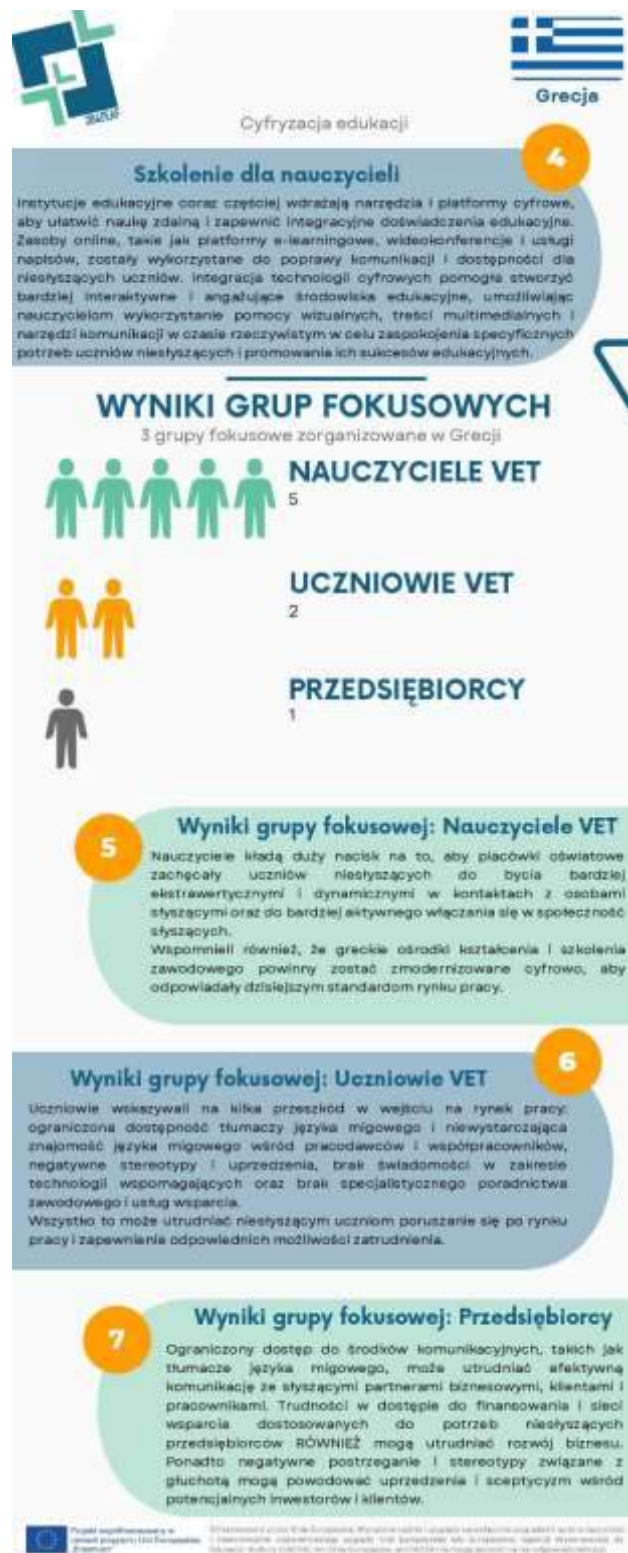 Grecja
Cyfryzacja edukacji
4
Szkolenie dla nauczycieli
Instytucje edukacyjne coraz częściej wdrażają narzędzia i platformy cyfrowe,
aby ułatwić naukę zdalną i zapewnić integracyjne doświadczenia edukacyjne.
Zasoby online, takie jak platformy e-learningowe, wideokonferencje i usługi
napisów, zostały wykorzystane do poprawy komunikacji i dostępności dla
niesłyszących uczniów. Integracja technologii cyfrowych pomogła stworzyć
bardziej interaktywne i angażujące środowiska edukacyjne, umożliwiając
nauczycielom wykorzystanie pomocy wizualnych, treści multimedialnych i
narzędzi komunikacji w czasie rzeczywistym w celu zaspokojenia specyficznych
potrzeb uczniów niesłyszących i promowania ich sukcesów edukacyjnych.
WYNIKI GRUP FOKUSOWYCH
3 grupy fokusowe zorganizowane w Grecji
NAUCZYCIELE VET
5
UCZNIOWIE VET
2
PRZEDSIĘBIORCY
1
5
Wyniki grupy fokusowej: Nauczyciele VET
Nauczyciele kładą duży nacisk na to, aby placówki oświatowe
zachęcały uczniów niesłyszących do bycia bardziej
ekstrawertycznymi i dynamicznymi w kontaktach z osobami
słyszącymi oraz do bardziej aktywnego włączania się w społeczność
słyszących.
Wspomnieli również, że greckie ośrodki kształcenia i szkolenia
zawodowego powinny zostać zmodernizowane cyfrowo, aby
odpowiadały dzisiejszym standardom rynku pracy.
6
Wyniki grupy fokusowej: Uczniowie VET
Uczniowie wskazywali na kilka przeszkód w wejściu na rynek pracy:
ograniczona dostępność tłumaczy języka migowego i niewystarczająca
znajomość języka migowego wśród pracodawców i współpracowników,
negatywne stereotypy i uprzedzenia, brak świadomości w zakresie
technologii wspomagających oraz brak specjalistycznego poradnictwa
zawodowego i usług wsparcia.
Wszystko to może utrudniać niesłyszącym uczniom poruszanie się po rynku
pracy i zapewnienie odpowiednich możliwości zatrudnienia.
7
Wyniki grupy fokusowej: Przedsiębiorcy
Ograniczony dostęp do środków komunikacyjnych, takich jak
tłumacze języka migowego, może utrudniać efektywną
komunikację ze słyszącymi partnerami biznesowymi, klientami i
pracownikami. Trudności w dostępie do finansowania i sieci
wsparcia dostosowanych do potrzeb niesłyszących
przedsiębiorców RÓWNIEŻ mogą utrudniać rozwój biznesu.
Ponadto negatywne postrzeganie i stereotypy związane z
głuchotą mogą powodować uprzedzenia i sceptycyzm wśród
potencjalnych inwestorów i klientów.
Projekt współfinansowany w
ramach programu Unii Europejskiej